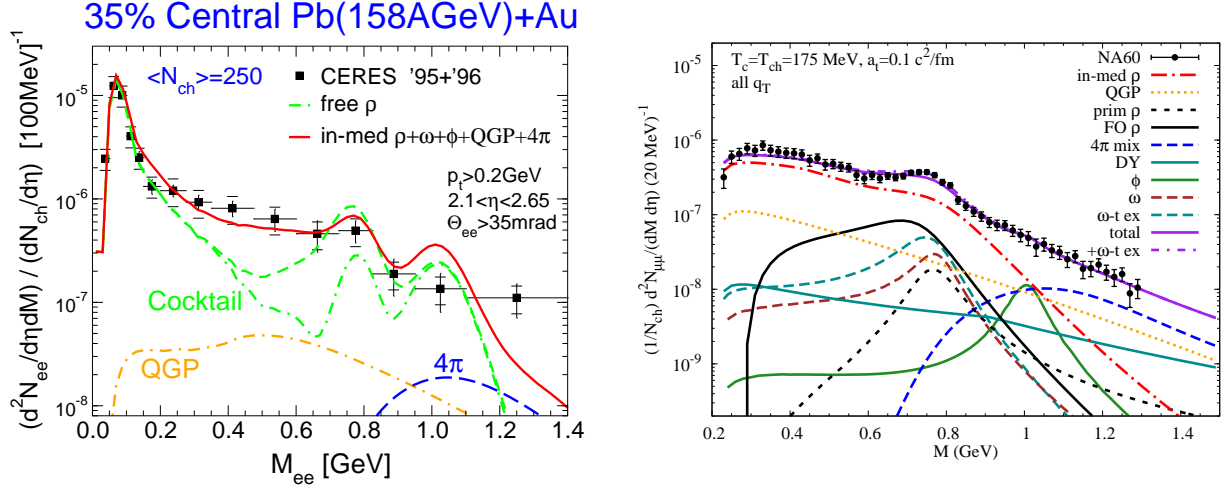 35% Central Pb(158AGeV)+Au
(d²N_ee/dηdM) / (dN_ch/dη) [100MeV]⁻¹
10⁻⁵
10⁻⁶
10⁻⁷
10⁻⁸
<N_ch>=250
CERES '95+'96
free ρ
in-med ρ+ω+ϕ+QGP+4π
p_t>0.2GeV
2.1<η<2.65
Θ_ee>35mrad
Cocktail
QGP
4π
0.0 0.2 0.4 0.6 0.8 1.0 1.2 1.4
M_ee [GeV]
(1/N_ch) d²N_μμ/(dM dη) (20 MeV)⁻¹
10⁻⁵
10⁻⁶
10⁻⁷
10⁻⁸
10⁻⁹
T_c=T_ch=175 MeV, a_t=0.1 c²/fm
all q_T
NA60
in-med ρ
QGP
prim ρ
FO ρ
4π mix
DY
ϕ
ω
ω-t ex
total
+ω-t ex
0.2 0.4 0.6 0.8 1 1.2 1.4
M (GeV)